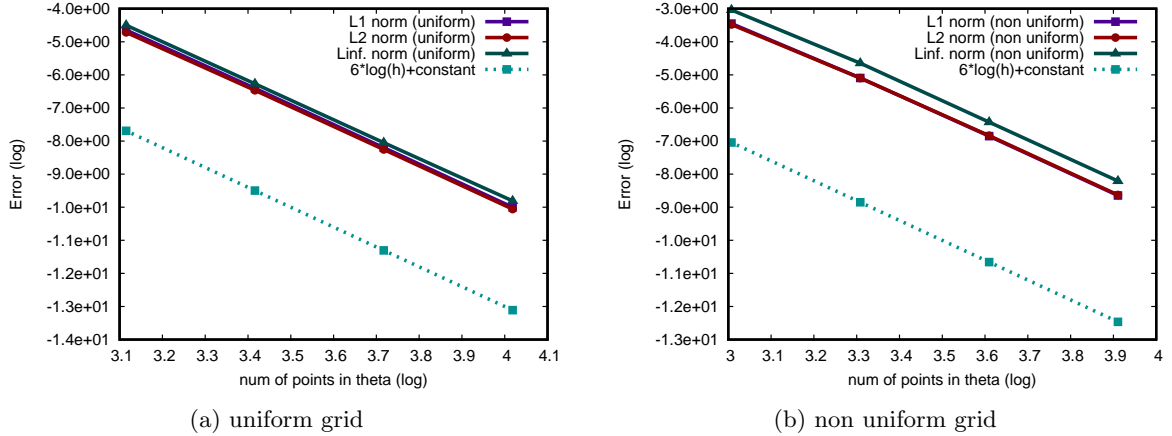 -4.0e+00
-5.0e+00
-6.0e+00
-7.0e+00
-8.0e+00
-9.0e+00
-1.0e+01
-1.1e+01
-1.2e+01
-1.3e+01
-1.4e+01
Error (log)
3.1 3.2 3.3 3.4 3.5 3.6 3.7 3.8 3.9 4 4.1
num of points in theta (log)
L1 norm (uniform)
L2 norm (uniform)
Linf. norm (uniform)
6*log(h)+constant
(a) uniform grid
-3.0e+00
-4.0e+00
-5.0e+00
-6.0e+00
-7.0e+00
-8.0e+00
-9.0e+00
-1.0e+01
-1.1e+01
-1.2e+01
-1.3e+01
Error (log)
3 3.1 3.2 3.3 3.4 3.5 3.6 3.7 3.8 3.9 4
num of points in theta (log)
L1 norm (non uniform)
L2 norm (non uniform)
Linf. norm (non uniform)
6*log(h)+constant
(b) non uniform grid